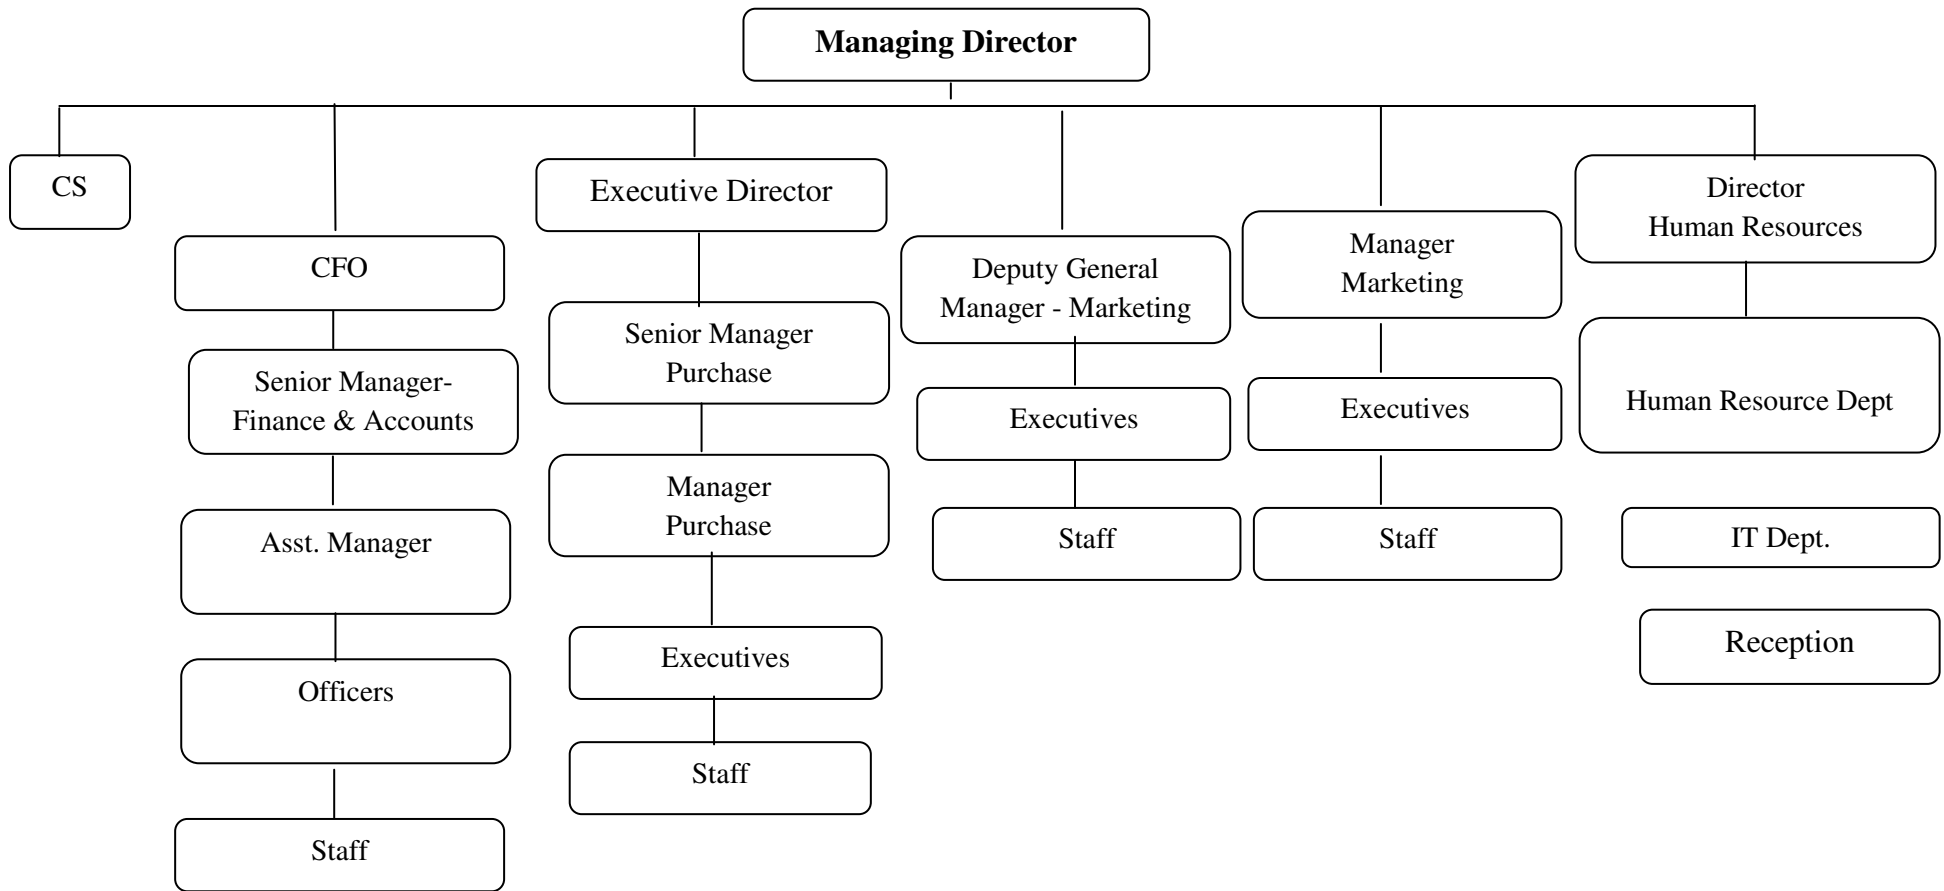 Managing Director
CS
CFO
Senior Manager-
Finance & Accounts
Asst. Manager
Officers
Staff
Executive Director
Senior Manager
Purchase
Manager
Purchase
Executives
Staff
Deputy General
Manager - Marketing
Executives
Staff
Manager
Marketing
Executives
Staff
Director
Human Resources
Human Resource Dept
IT Dept.
Reception